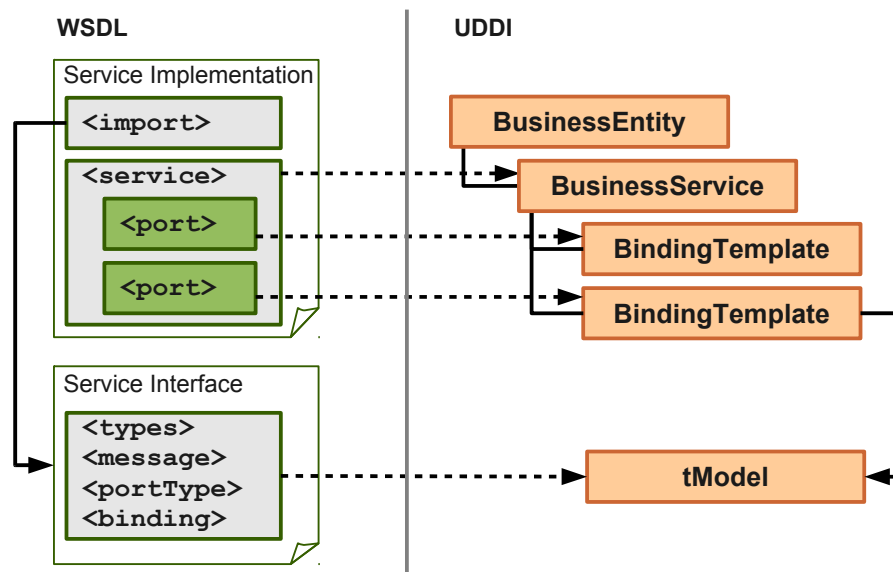 WSDL
Service Implementation
<import>
<service>
<port>
<port>
Service Interface
<types>
<message>
<portType>
<binding>
UDDI
BusinessEntity
BusinessService
BindingTemplate
BindingTemplate
tModel